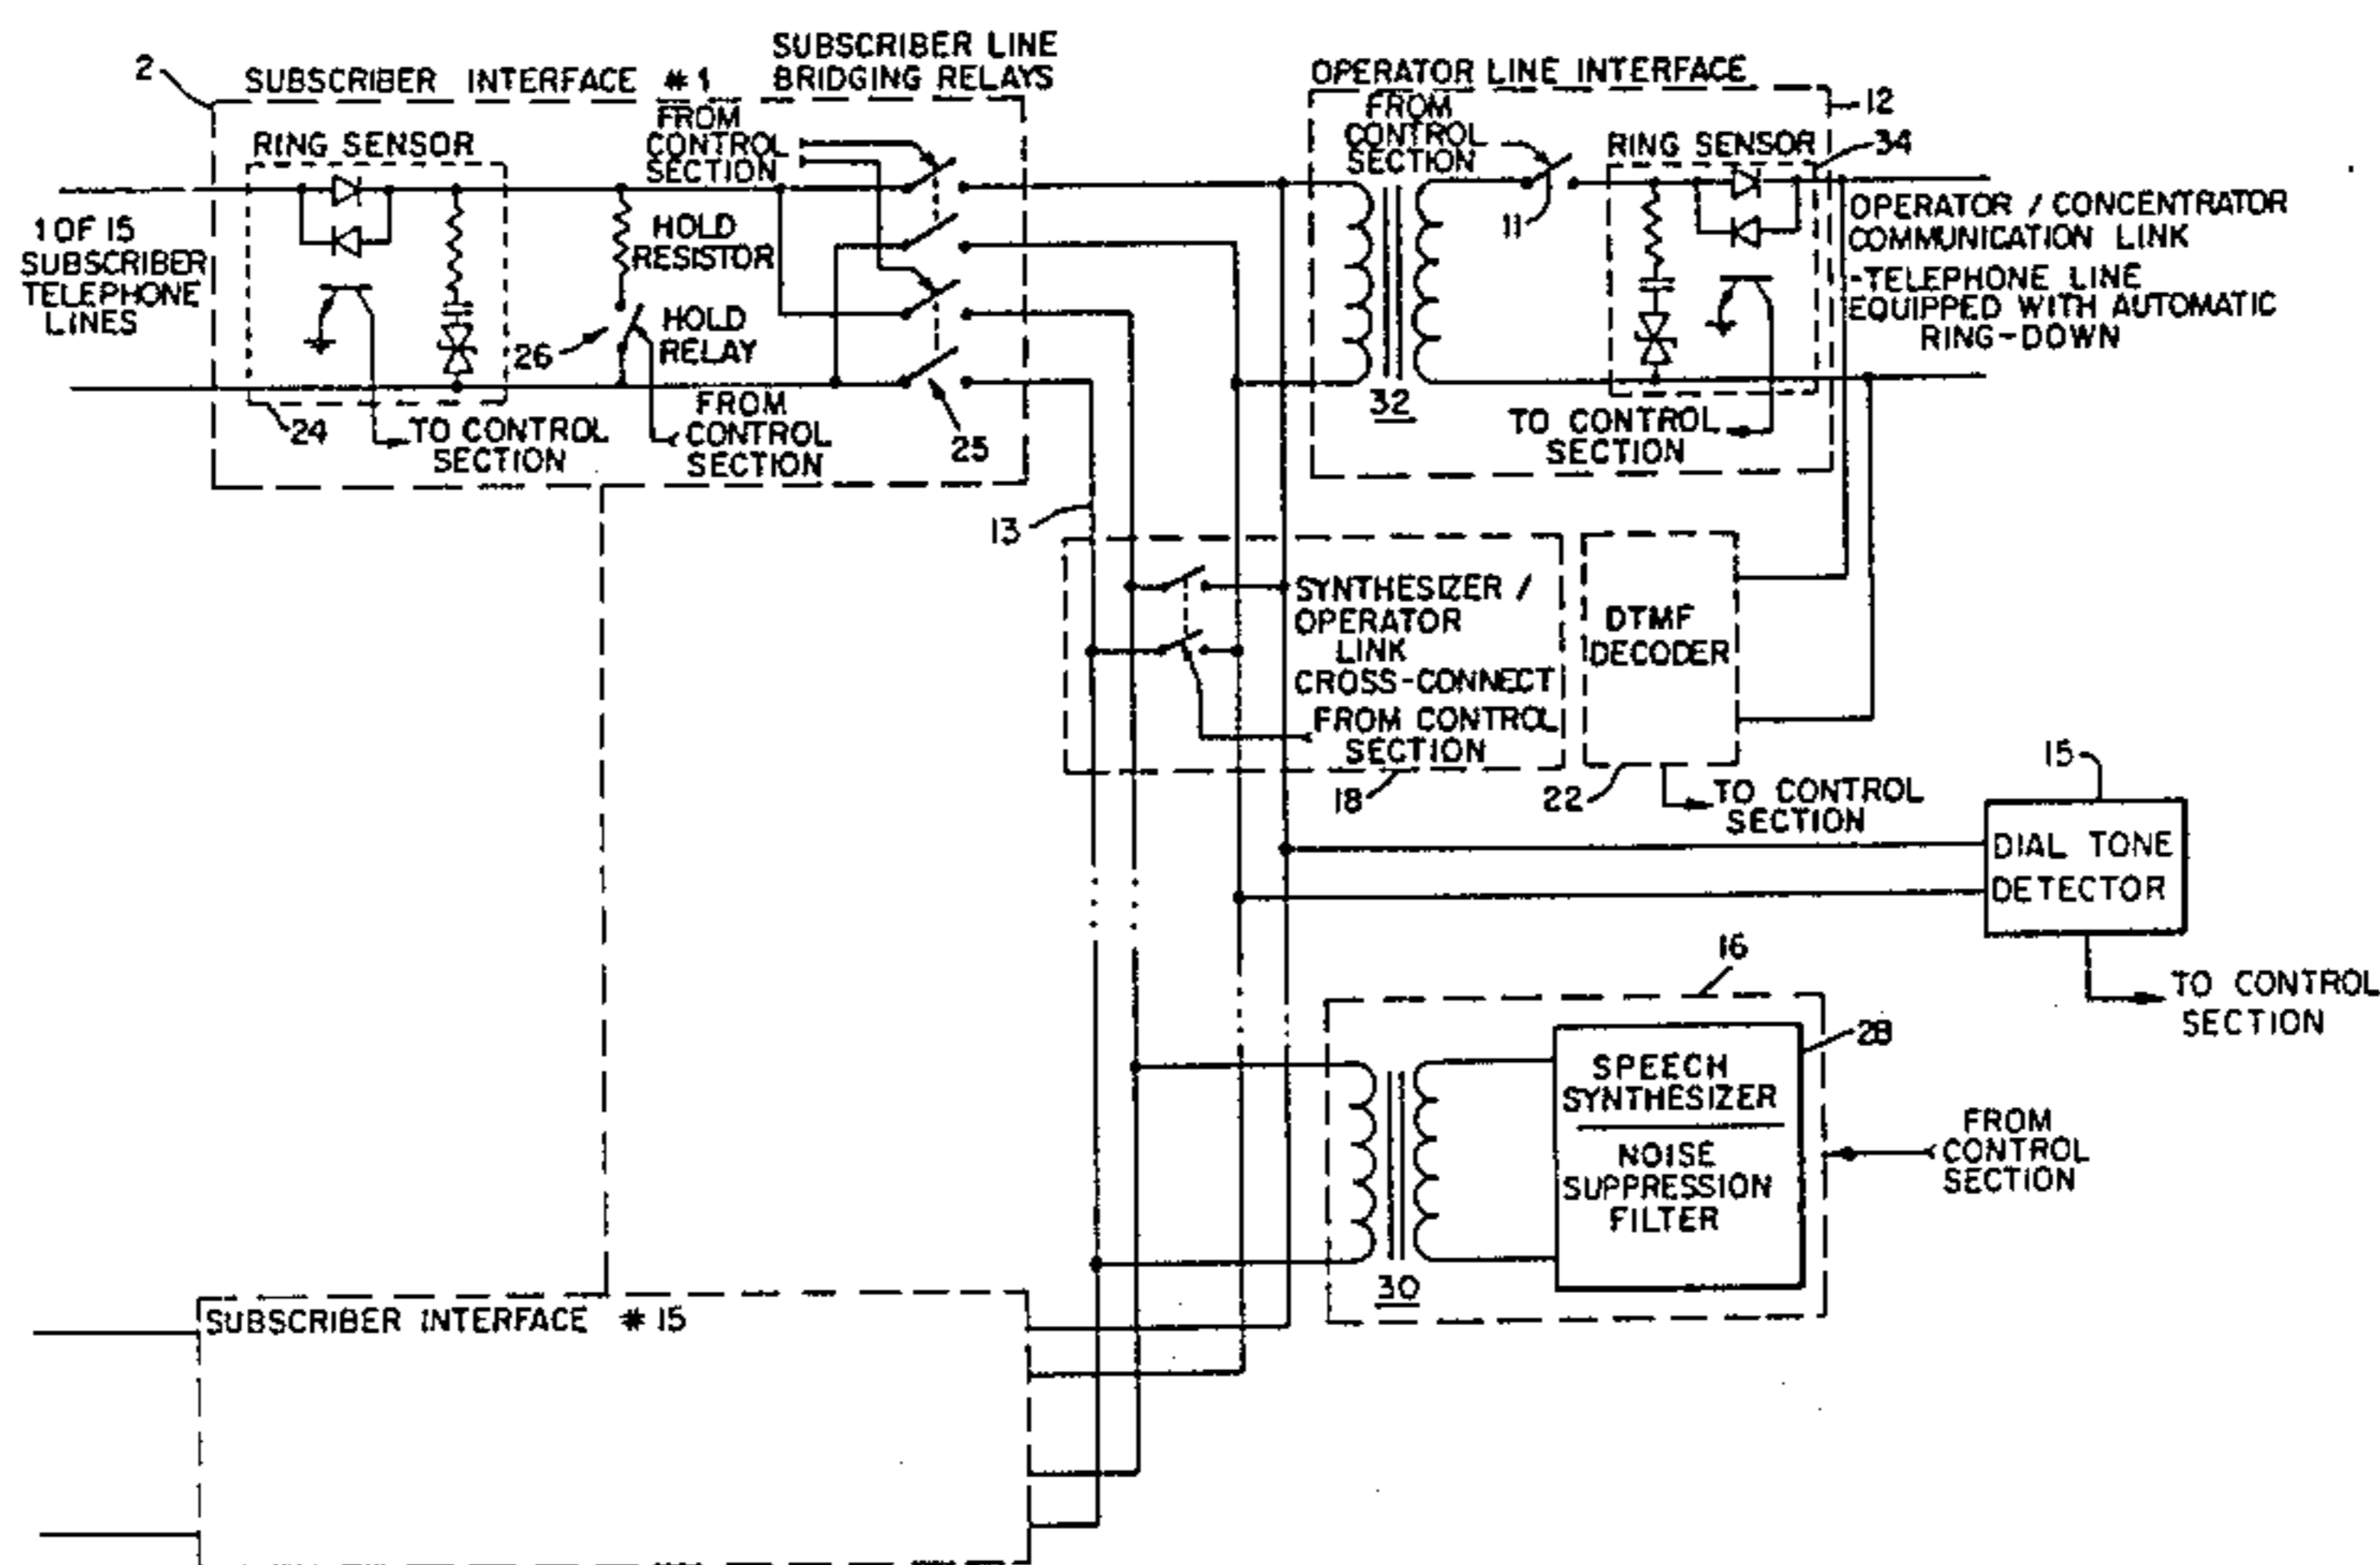 2
SUBSCRIBER INTERFACE #1
SUBSCRIBER LINE
BRIDGING RELAYS
RING SENSOR
FROM
CONTROL
SECTION
1 OF 15
SUBSCRIBER
TELEPHONE
LINES
HOLD
RESISTOR
26
HOLD
RELAY
24
TO CONTROL
SECTION
FROM
CONTROL
SECTION
25
OPERATOR LINE INTERFACE
12
FROM
CONTROL
SECTION
11
RING SENSOR
34
OPERATOR / CONCENTRATOR
COMMUNICATION LINK
-TELEPHONE LINE
EQUIPPED WITH AUTOMATIC
RING-DOWN
32
TO CONTROL
SECTION
13
SYNTHESIZER /
OPERATOR
LINK
CROSS-CONNECT
FROM CONTROL
SECTION
18
DTMF
DECODER
22
TO CONTROL
SECTION
15
DIAL TONE
DETECTOR
TO CONTROL
SECTION
16
28
SPEECH
SYNTHESIZER
NOISE
SUPPRESSION
FILTER
30
FROM
CONTROL
SECTION
SUBSCRIBER INTERFACE #15